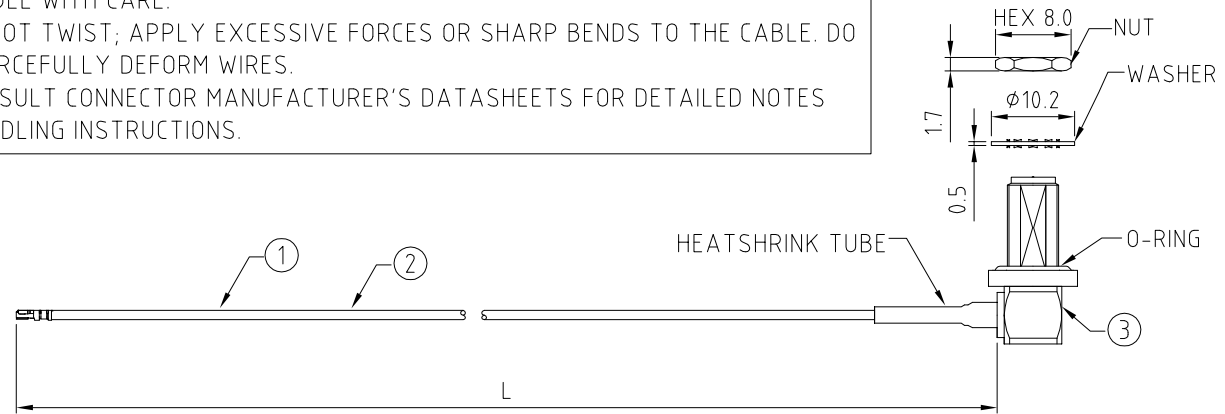 WITH CARE.
OT TWIST; APPLY EXCESSIVE FORCES OR SHARP BENDS TO THE CABLE. DO
RCEFULLY DEFORM WIRES.
SULT CONNECTOR MANUFACTURER'S DATASHEETS FOR DETAILED NOTES
DLING INSTRUCTIONS.
HEX 8.0
NUT
WASHER
1.7
⌀10.2
0.5
HEATSHRINK TUBE
O-RING
1
2
3
L